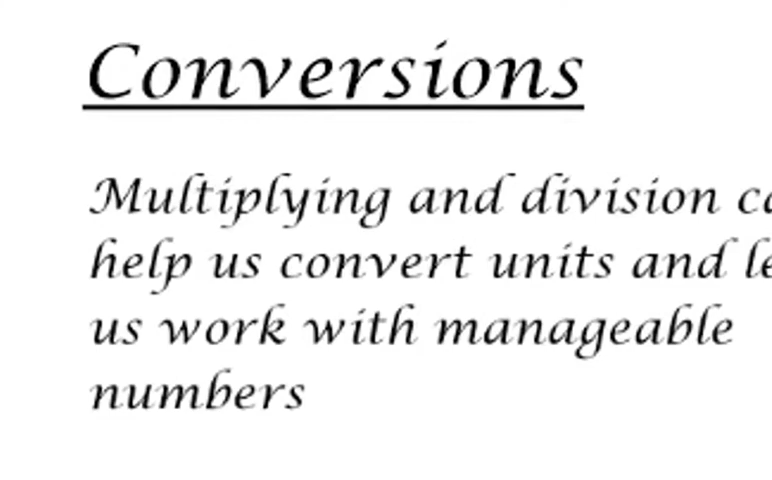 Conversions
Multiplying and division
help us convert units and
us work with manageable
numbers